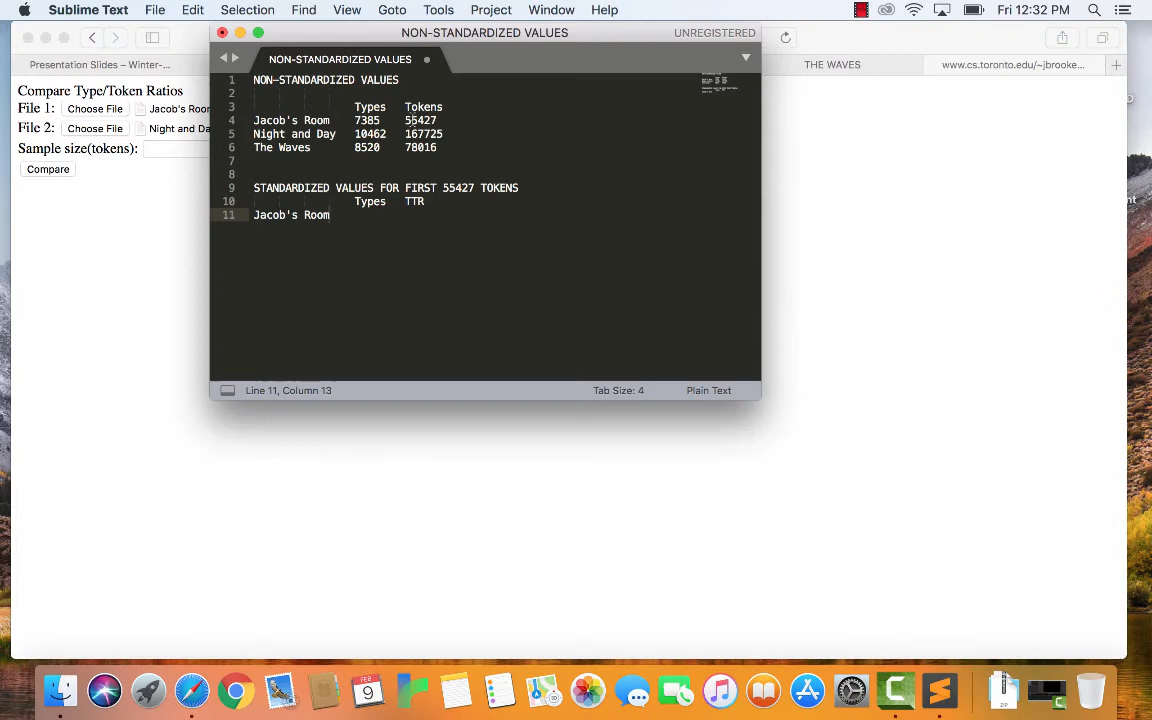 Sublime Text File Edit Selection Find View Goto Tools Project Window Help Fri 12:32 PM
NON-STANDARDIZED VALUES UNREGISTERED
NON-STANDARDIZED VALUES
Presentation Slides – Winter-... THE WAVES www.cs.toronto.edu/~jbrooke...
Compare Type/Token Ratios
File 1: Choose File Jacob's Roo
File 2: Choose File Night and Da
Sample size(tokens):
Compare
1 NON-STANDARDIZED VALUES
2
3 Types Tokens
4 Jacob's Room 7385 55427
5 Night and Day 10462 167725
6 The Waves 8520 78016
7
8
9 STANDARDIZED VALUES FOR FIRST 55427 TOKENS
10 Types TTR
11 Jacob's Room
Line 11, Column 13 Tab Size: 4 Plain Text
FEB
9
ZIP